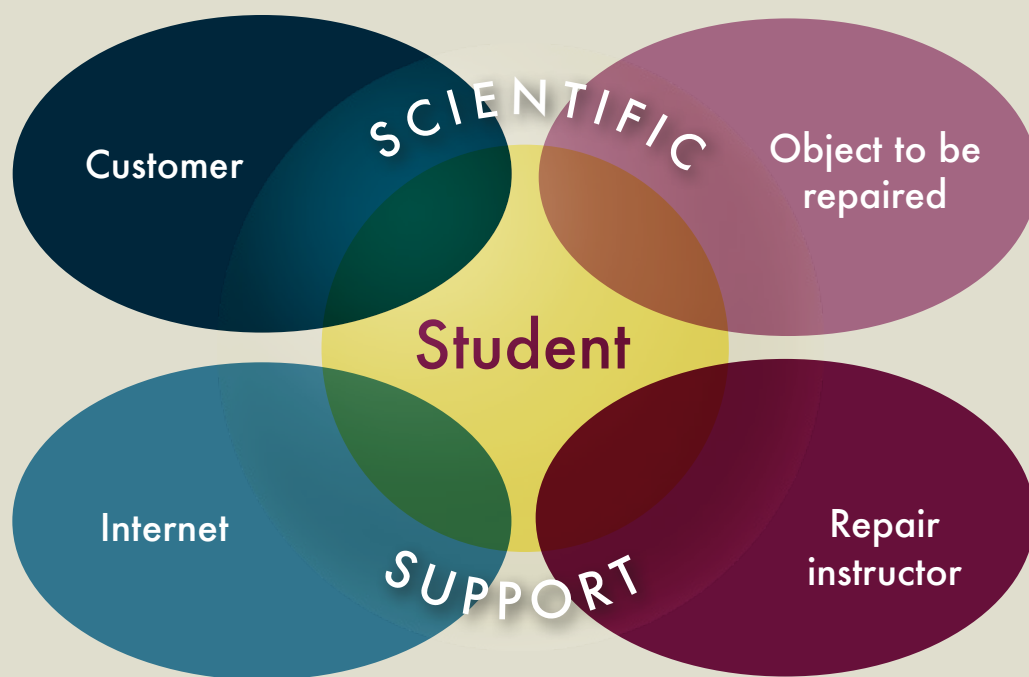 SCIENTIFIC
Customer
Object to be
repaired
Student
Internet
Repair
instructor
SUPPORT